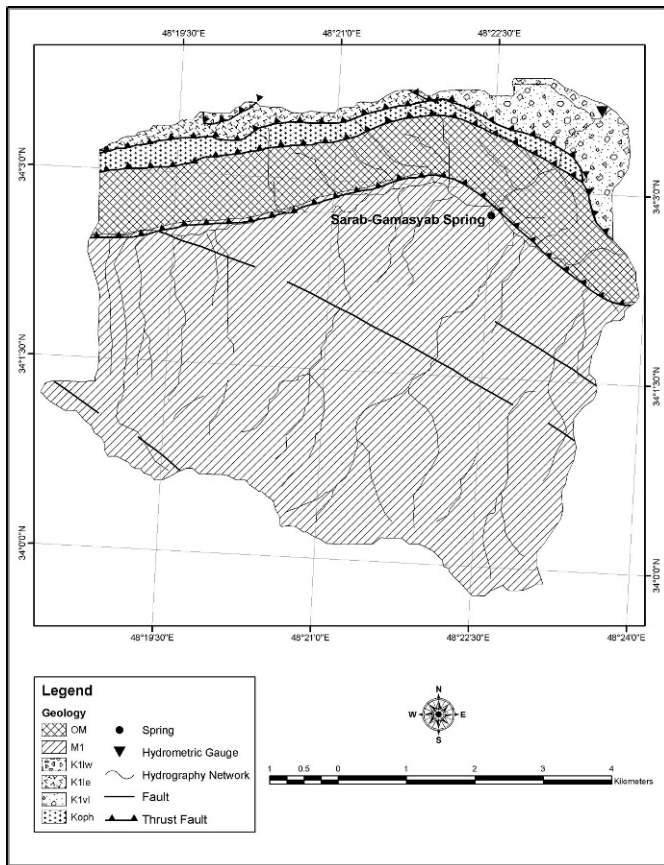 48°19'30"E 48°21'0"E 48°22'30"E
34°3'0"N
34°3'0"N
Sarab-Gamasyab Spring
34°1'30"N
34°1'30"N
34°0'0"N
34°0'0"N
48°19'30"E 48°21'0"E 48°22'30"E 48°24'0"E
Legend
Geology
OM
M1
K1lw
K1le
K1vl
Koph
Spring
Hydrometric Gauge
Hydrography Network
Fault
Thrust Fault
N
W E
S
1 0.5 0 1 2 3 4
Kilometers